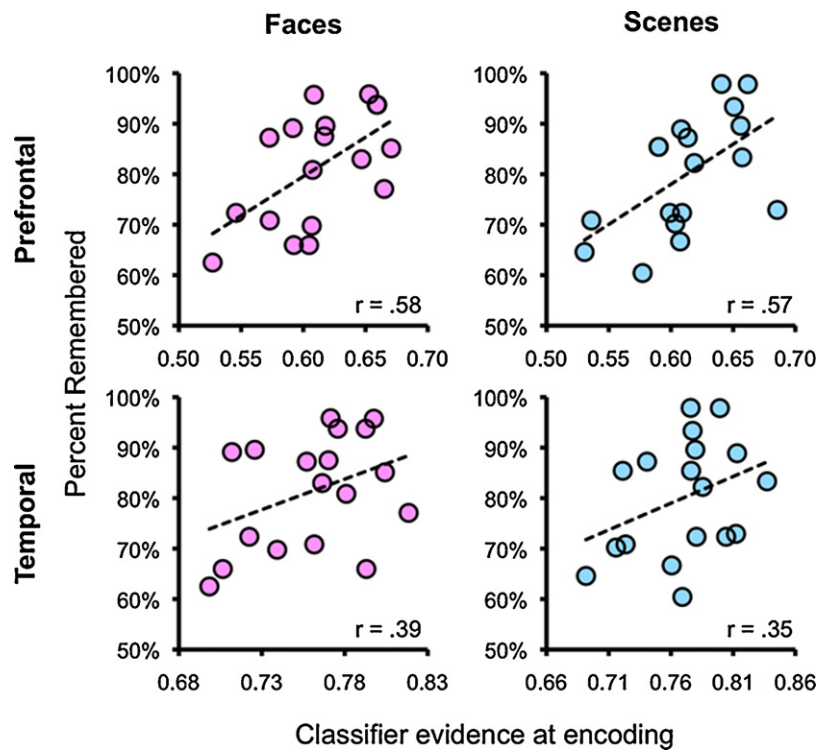 Faces
Scenes
Prefrontal
Temporal
Percent Remembered
100%
90%
80%
70%
60%
50%
0.50 0.55 0.60 0.65 0.70
r = .58
100%
90%
80%
70%
60%
50%
0.50 0.55 0.60 0.65 0.70
r = .57
100%
90%
80%
70%
60%
50%
0.68 0.73 0.78 0.83
r = .39
100%
90%
80%
70%
60%
50%
0.66 0.71 0.76 0.81 0.86
r = .35
Classifier evidence at encoding